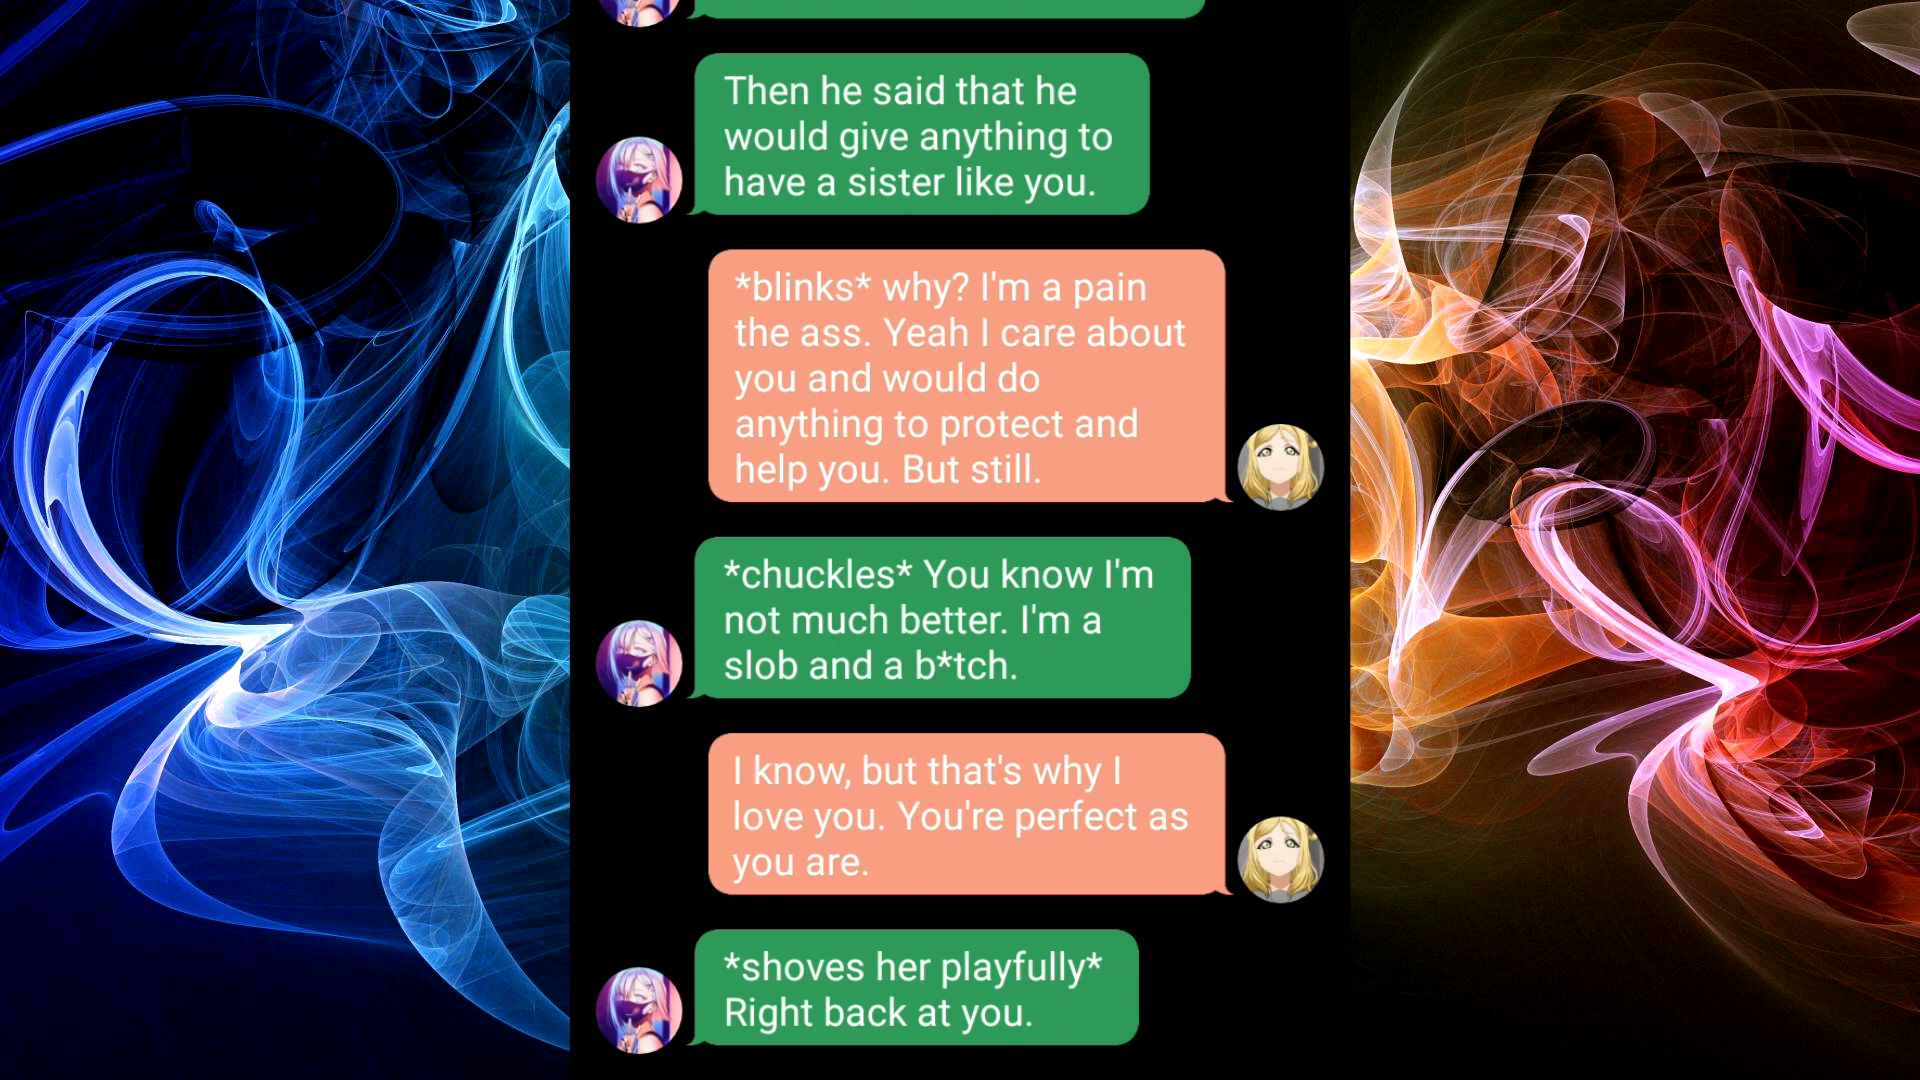 Then he said that he
would give anything to
have a sister like you.
*blinks* why? I'm a pain
the ass. Yeah I care about
you and would do
anything to protect and
help you. But still.
*chuckles* You know I'm
not much better. I'm a
slob and a b*tch.
I know, but that's why I
love you. You're perfect as
you are.
*shoves her playfully*
Right back at you.